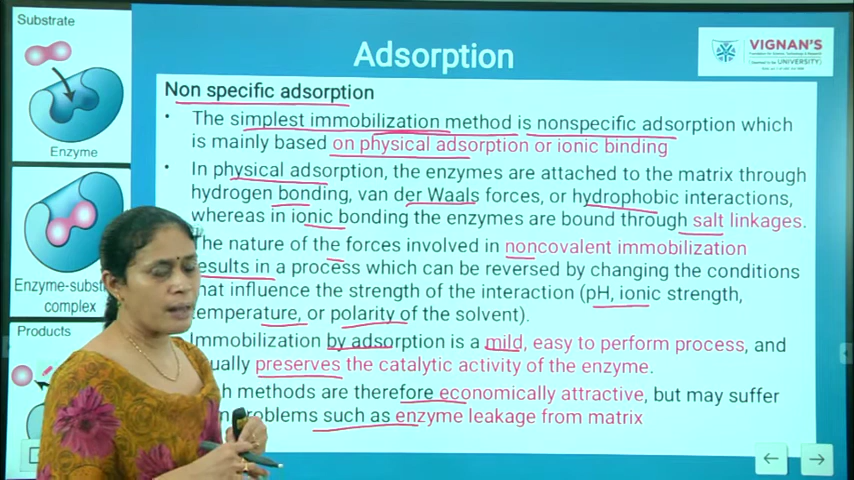 Substrate
Enzyme
Enzyme-subst
complex
Products
Adsorption
VIGNAN'S
UNIVERSITY
Non specific adsorption
• The simplest immobilization method is nonspecific adsorption which
is mainly based on physical adsorption or ionic binding
• In physical adsorption, the enzymes are attached to the matrix through
hydrogen bonding, van der Waals forces, or hydrophobic interactions,
whereas in ionic bonding the enzymes are bound through salt linkages.
The nature of the forces involved in noncovalent immobilization
results in a process which can be reversed by changing the conditions
hat influence the strength of the interaction (pH, ionic strength,
emperature, or polarity of the solvent).
Immobilization by adsorption is a mild, easy to perform process, and
ually preserves the catalytic activity of the enzyme.
h methods are therefore economically attractive, but may suffer
m problems such as enzyme leakage from matrix